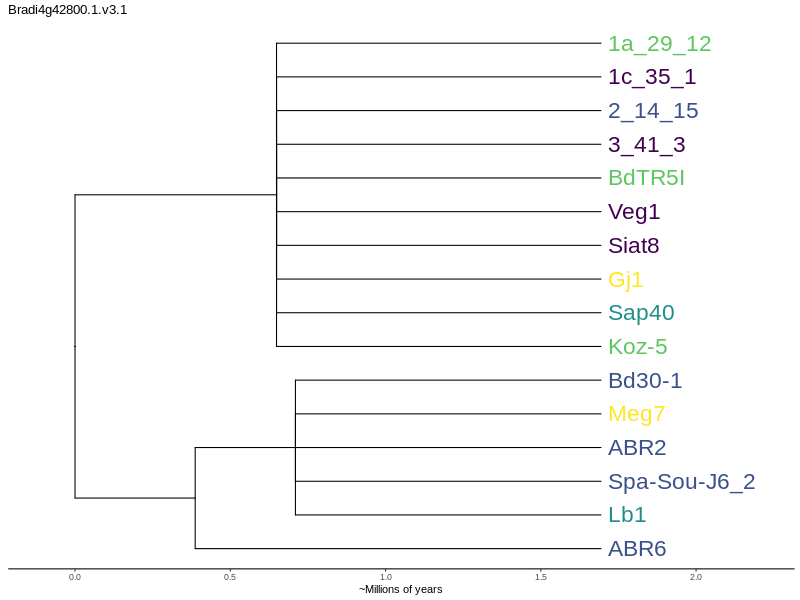 Bradi4g42800.1.v3.1
1a_29_12
1c_35_1
2_14_15
3_41_3
BdTR5I
Veg1
Siat8
Gj1
Sap40
Koz-5
Bd30-1
Meg7
ABR2
Spa-Sou-J6_2
Lb1
ABR6
0.0 0.5 1.0 1.5 2.0
~Millions of years